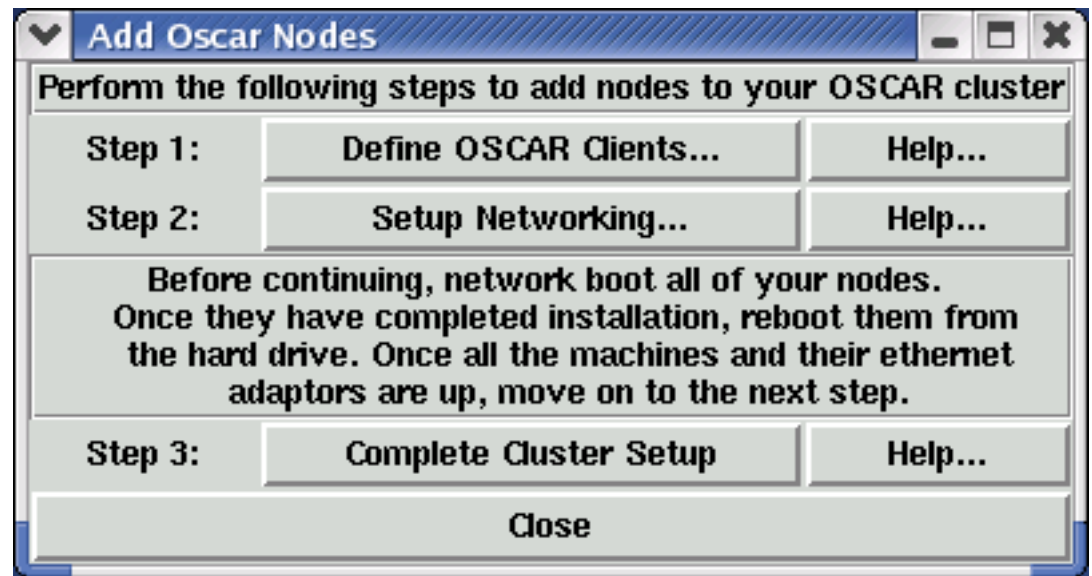 Add Oscar Nodes
Perform the following steps to add nodes to your OSCAR cluster
Step 1: Define OSCAR Clients... Help...
Step 2: Setup Networking... Help...
Before continuing, network boot all of your nodes.
Once they have completed installation, reboot them from
the hard drive. Once all the machines and their ethernet
adaptors are up, move on to the next step.
Step 3: Complete Cluster Setup Help...
Close